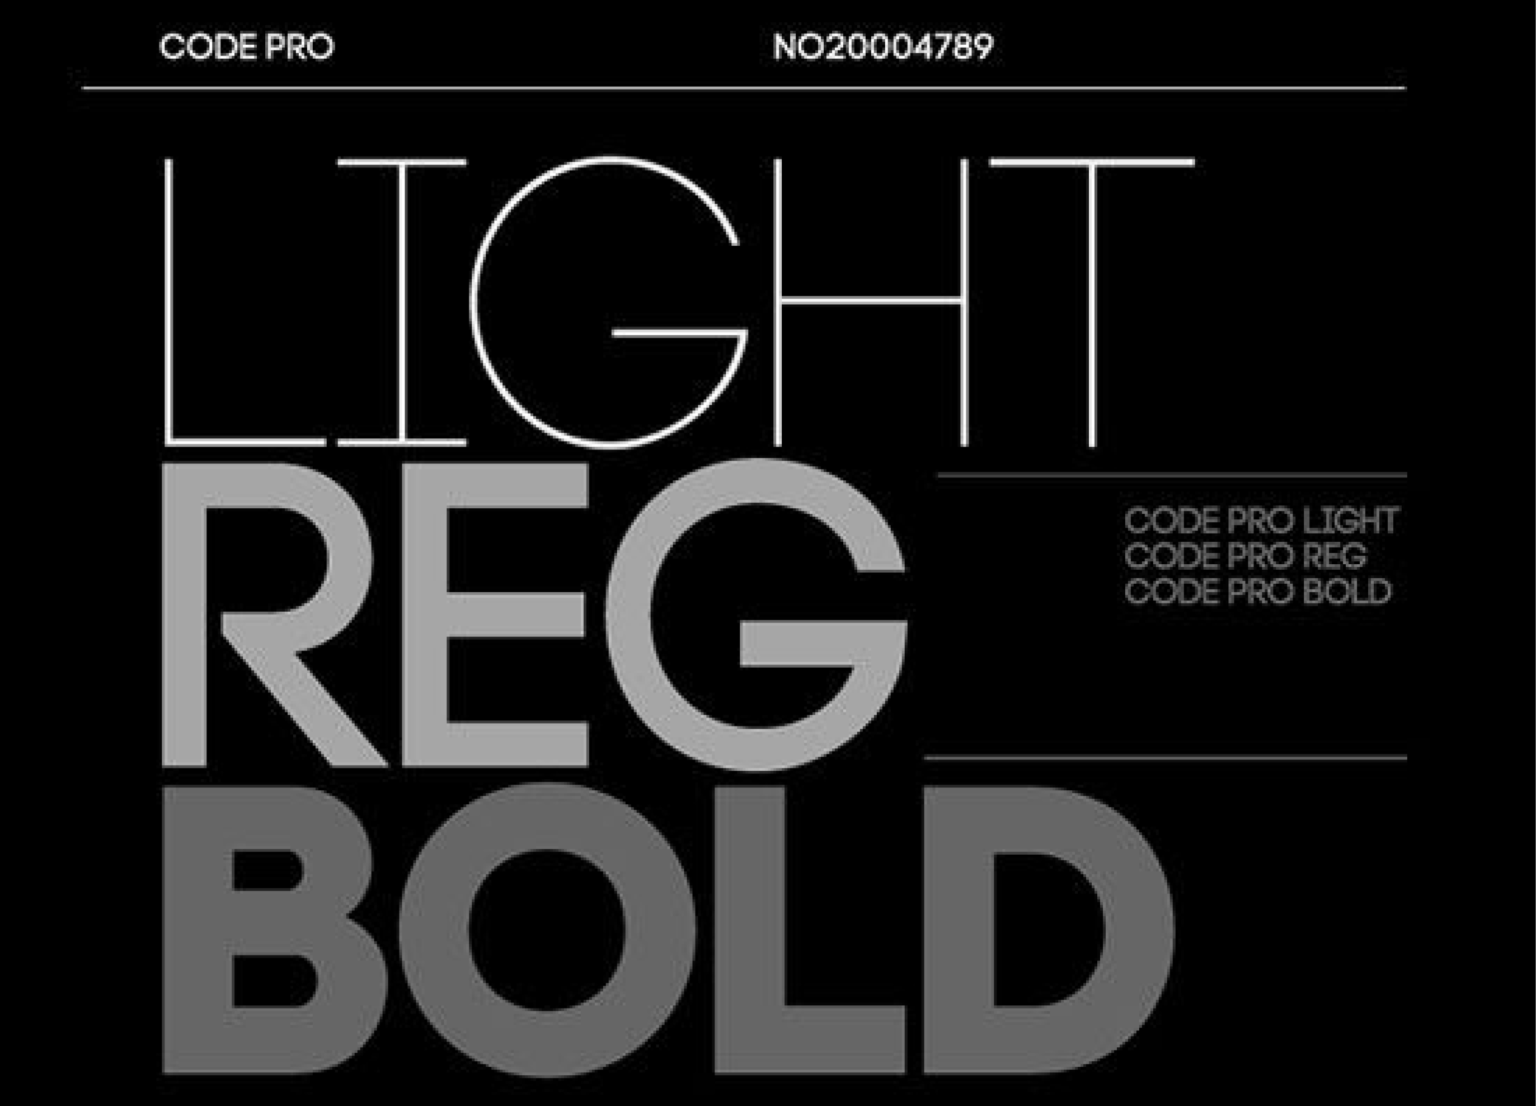 CODE PRO NO20004789
LIGHT
REG
CODE PRO LIGHT
CODE PRO REG
CODE PRO BOLD
BOLD